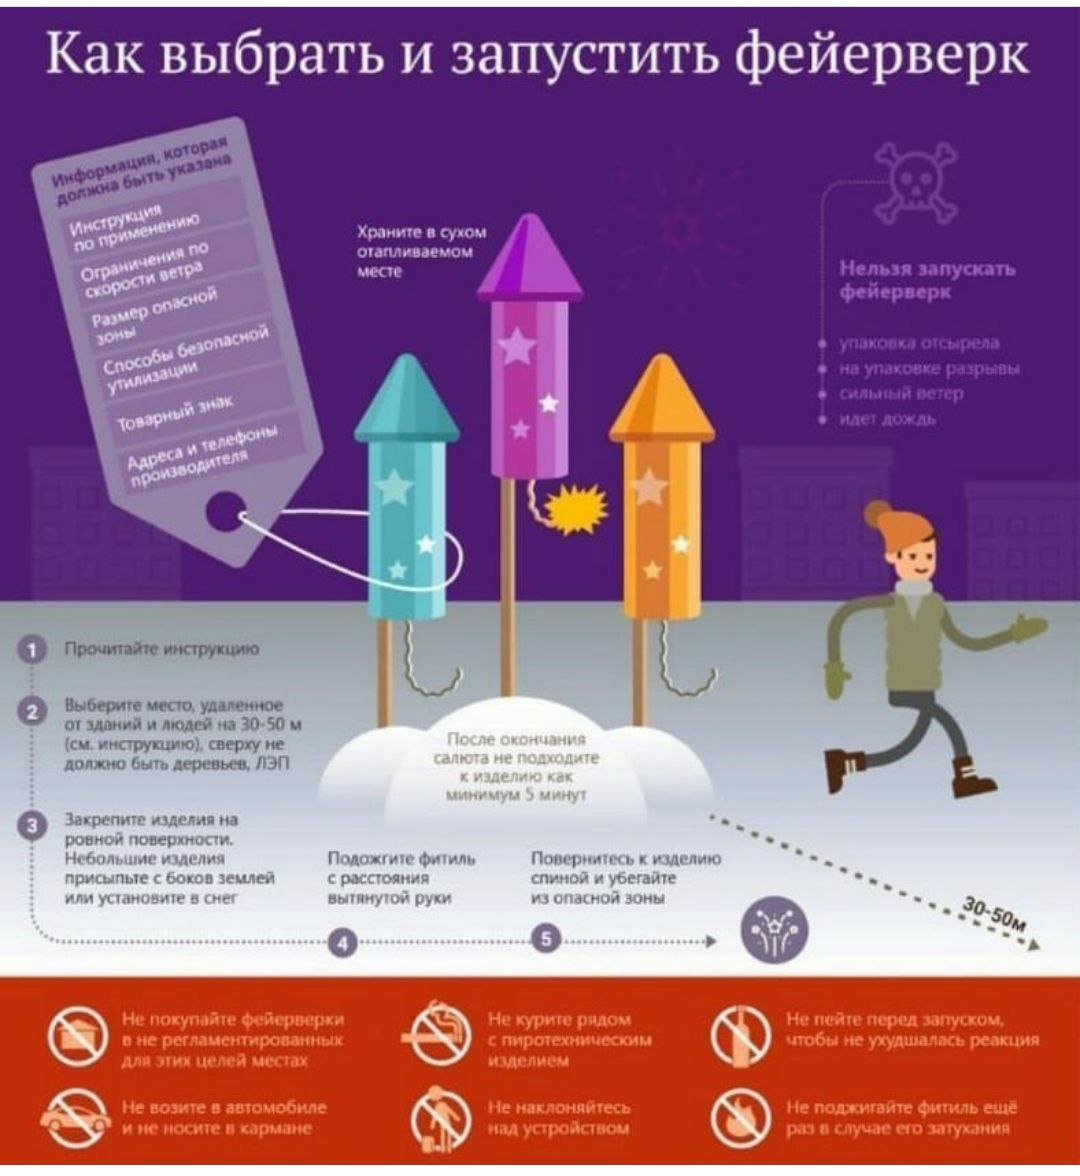 Как выбрать и запустить фейерверк
Информация, которая
должна быть указана
Инструкция
по применению
Ограничения по
скорости ветра
Размер опасной
зоны
Способы безопасной
утилизации
Товарный знак
Адреса и телефоны
производителя
Храните в сухом
отапливаемом
месте
Нельзя запускать
фейерверк
упаковка отсырела
на упаковке разрывы
сильный ветер
идет дождь
1
Прочитайте инструкцию
2
Выберите место, удаленное
от зданий и людей на 30-50 м
(см. инструкцию), сверху не
должно быть деревьев, ЛЭП
3
Закрепите изделия на
ровной поверхности.
Небольшие изделия
присыпьте с боков землей
или установите в снег
После окончания
салюта не подходите
к изделию как
минимум 5 минут
Подожгите фитиль
с расстояния
вытянутой руки
4
Повернитесь к изделию
спиной и убегайте
из опасной зоны
5
30-50м
Не покупайте фейерверки
в не регламентированных
для этих целей местах
Не курите рядом
с пиротехническим
изделием
Не пейте перед запуском,
чтобы не ухудшалась реакция
Не возите в автомобиле
и не носите в кармане
Не наклоняйтесь
над устройством
Не поджигайте фитиль ещё
раз в случае его затухания